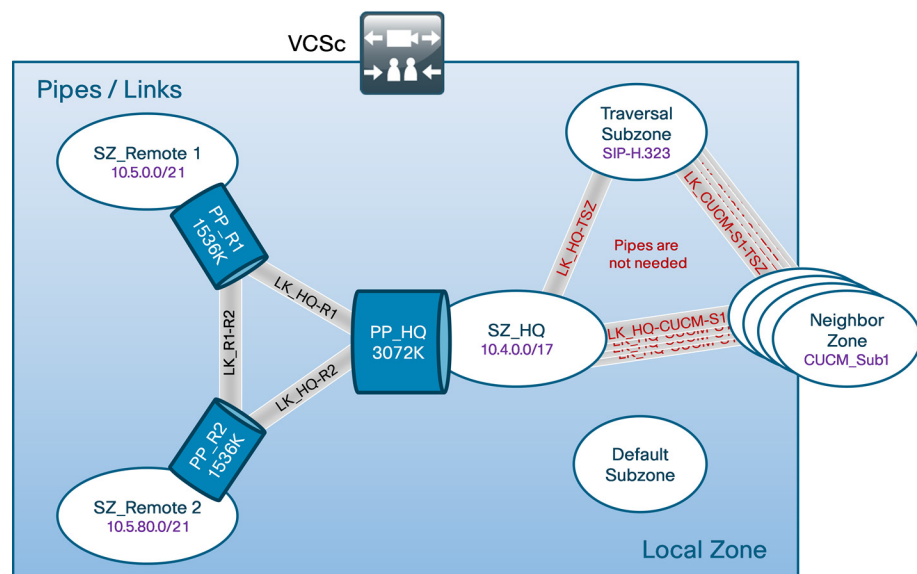 VCSc
Pipes / Links
SZ_Remote 1
10.5.0.0/21
PP_R1
1536K
LK_HQ-R1
LK_R1-R2
LK_HQ-R2
PP_R2
1536K
SZ_Remote 2
10.5.80.0/21
PP_HQ
3072K
SZ_HQ
10.4.0.0/17
Traversal
Subzone
SIP-H.323
LK_HQ-TSZ
LK_CUCM-S1-TSZ
Pipes are
not needed
LK_HQ-CUCM-S1
Neighbor
Zone
CUCM_Sub1
Default
Subzone
Local Zone